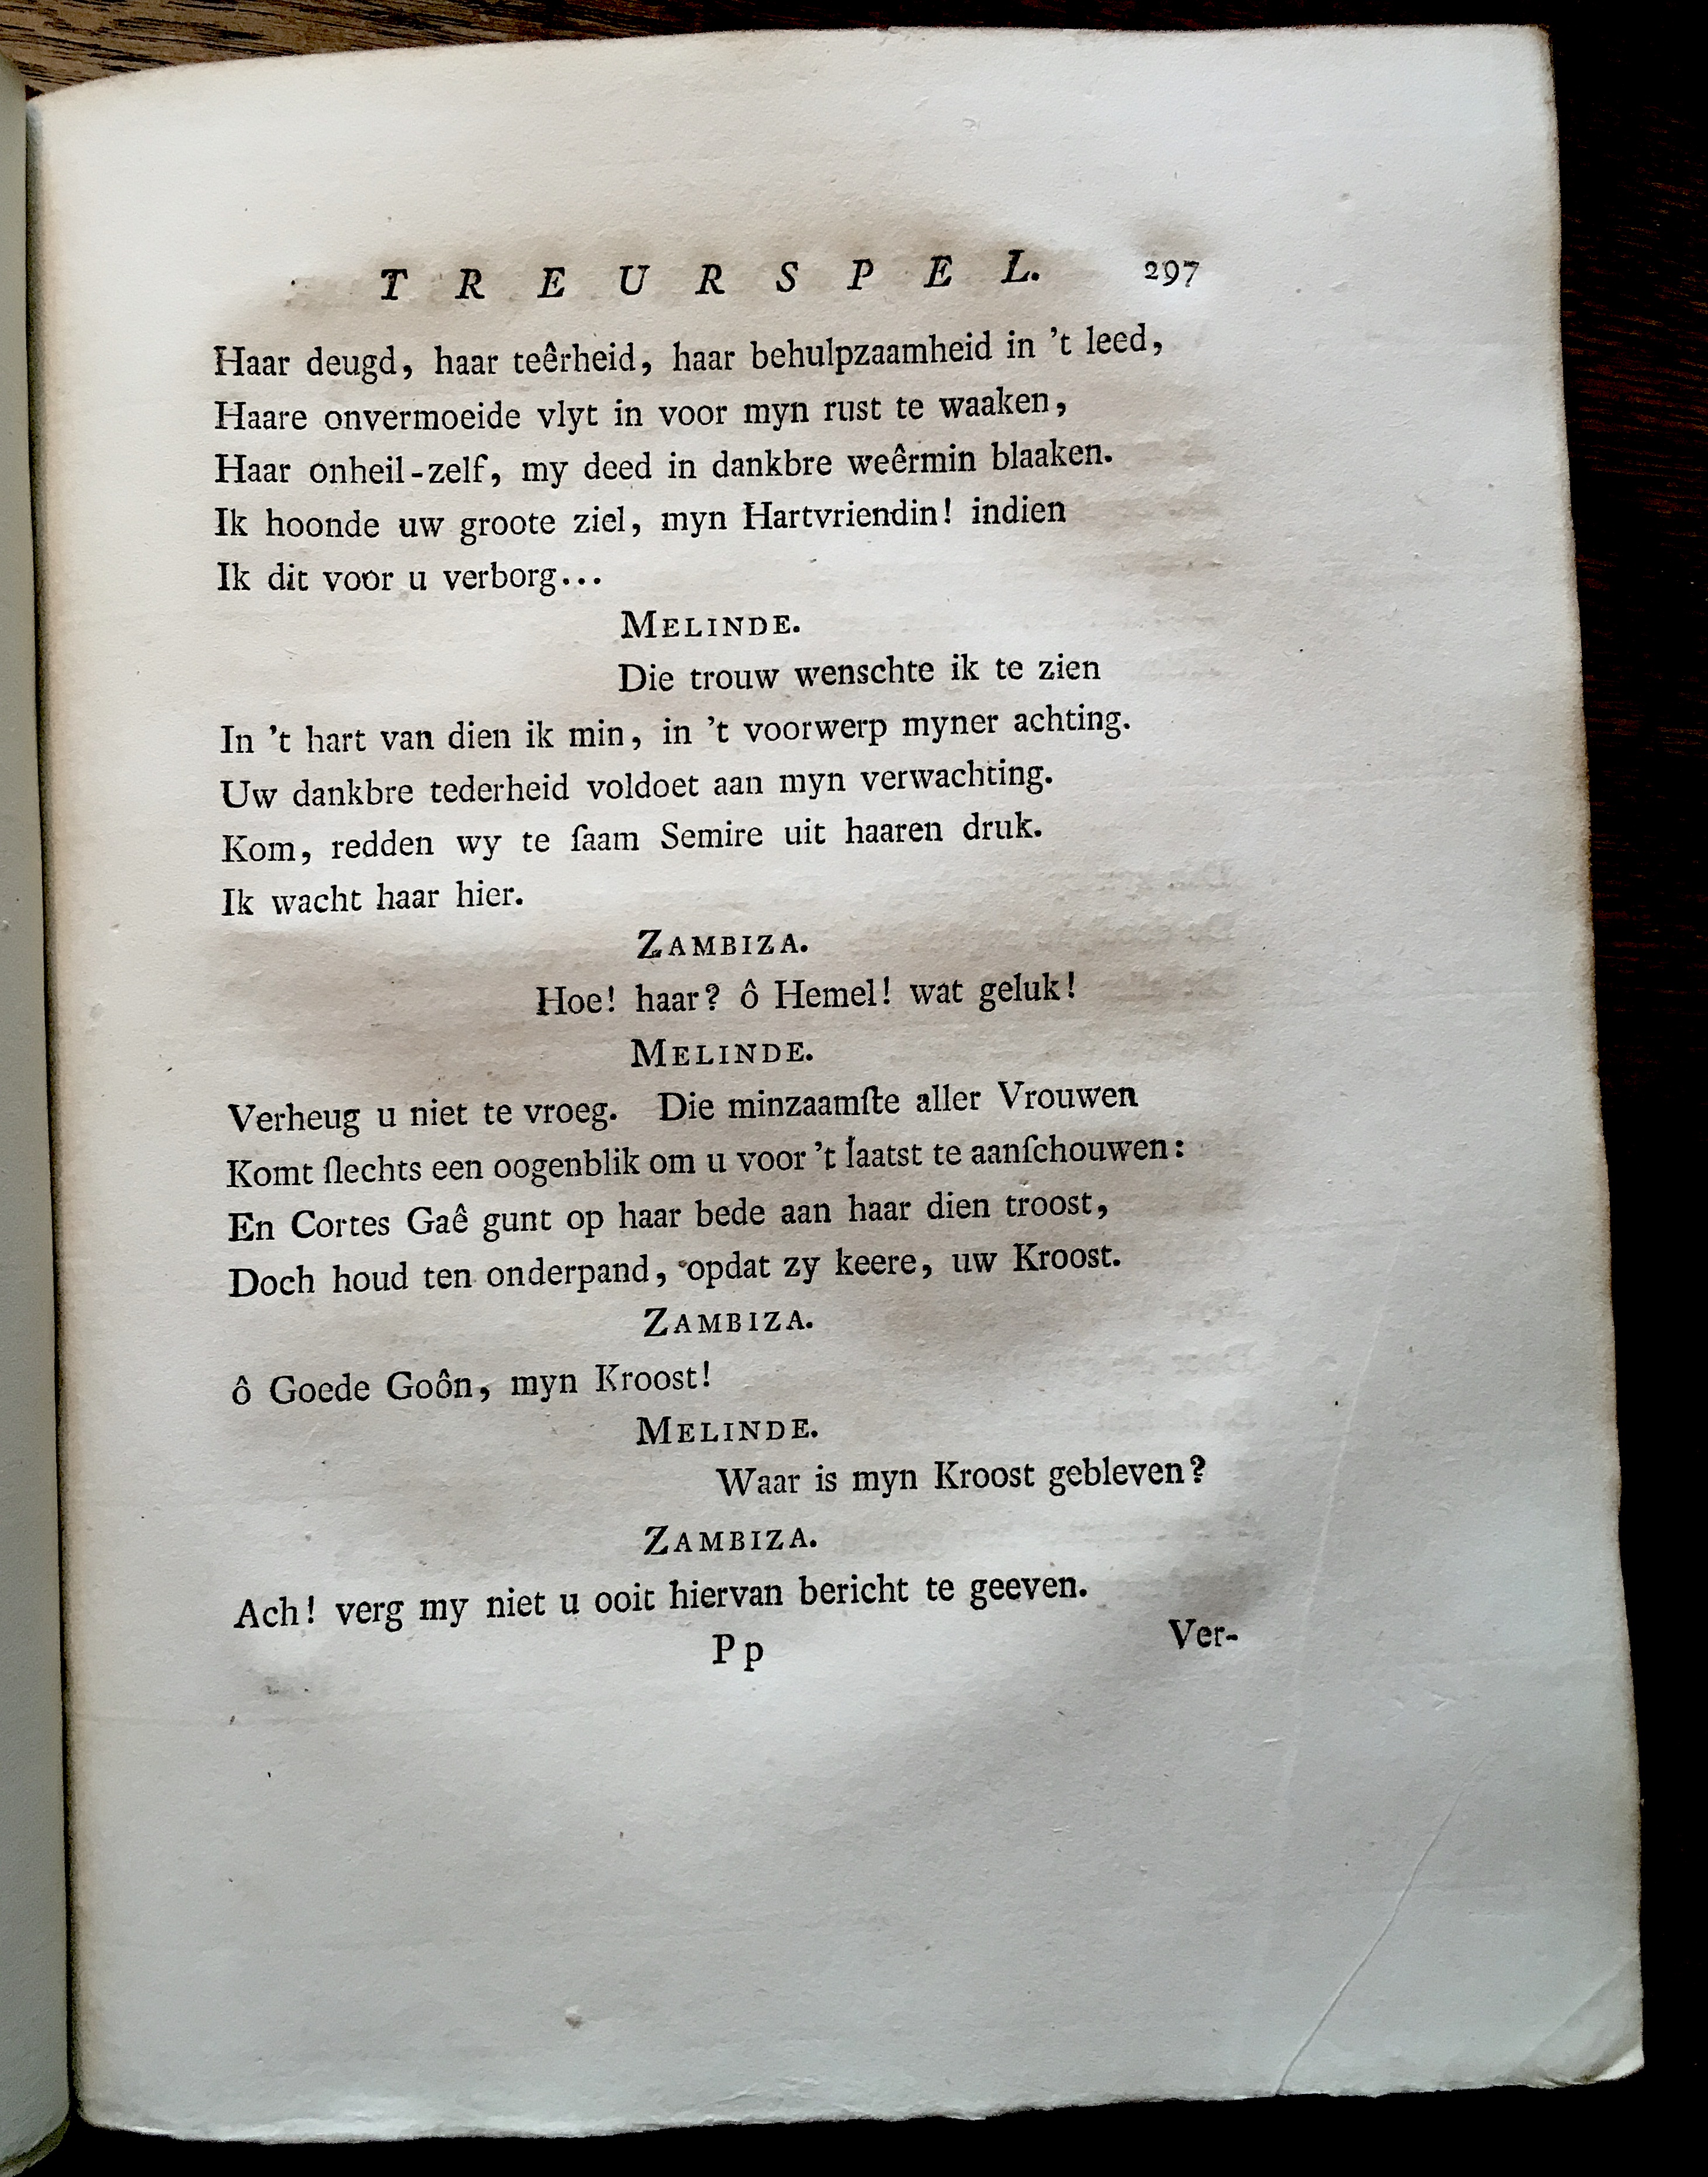 TREURSPEL. 297
Haar deugd, haar teêrheid, haar behulpzaamheid in 't leed,
Haare onvermoeide vlyt in voor myn rust te waaken,
Haar onheil-zelf, my deed in dankbre weêrmin blaaken.
Ik hoonde uw groote ziel, myn Hartvriendin! indien
Ik dit voor u verborg...
MELINDE.
Die trouw wenschte ik te zien
In 't hart van dien ik min, in 't voorwerp myner achting.
Uw dankbre tederheid voldoet aan myn verwachting.
Kom, redden wy te ſaam Semire uit haaren druk.
Ik wacht haar hier.
ZAMBIZA.
Hoe! haar? ô Hemel! wat geluk!
MELINDE.
Verheug u niet te vroeg. Die minzaamſte aller Vrouwen
Komt ſlechts een oogenblik om u voor 't laatst te aanſchouwen:
En Cortes Gaê gunt op haar bede aan haar dien troost,
Doch houd ten onderpand, opdat zy keere, uw Kroost.
ZAMBIZA.
ô Goede Goôn, myn Kroost!
MELINDE.
Waar is myn Kroost gebleven?
ZAMBIZA.
Ach! verg my niet u ooit hiervan bericht te geeven.
Pp Ver-